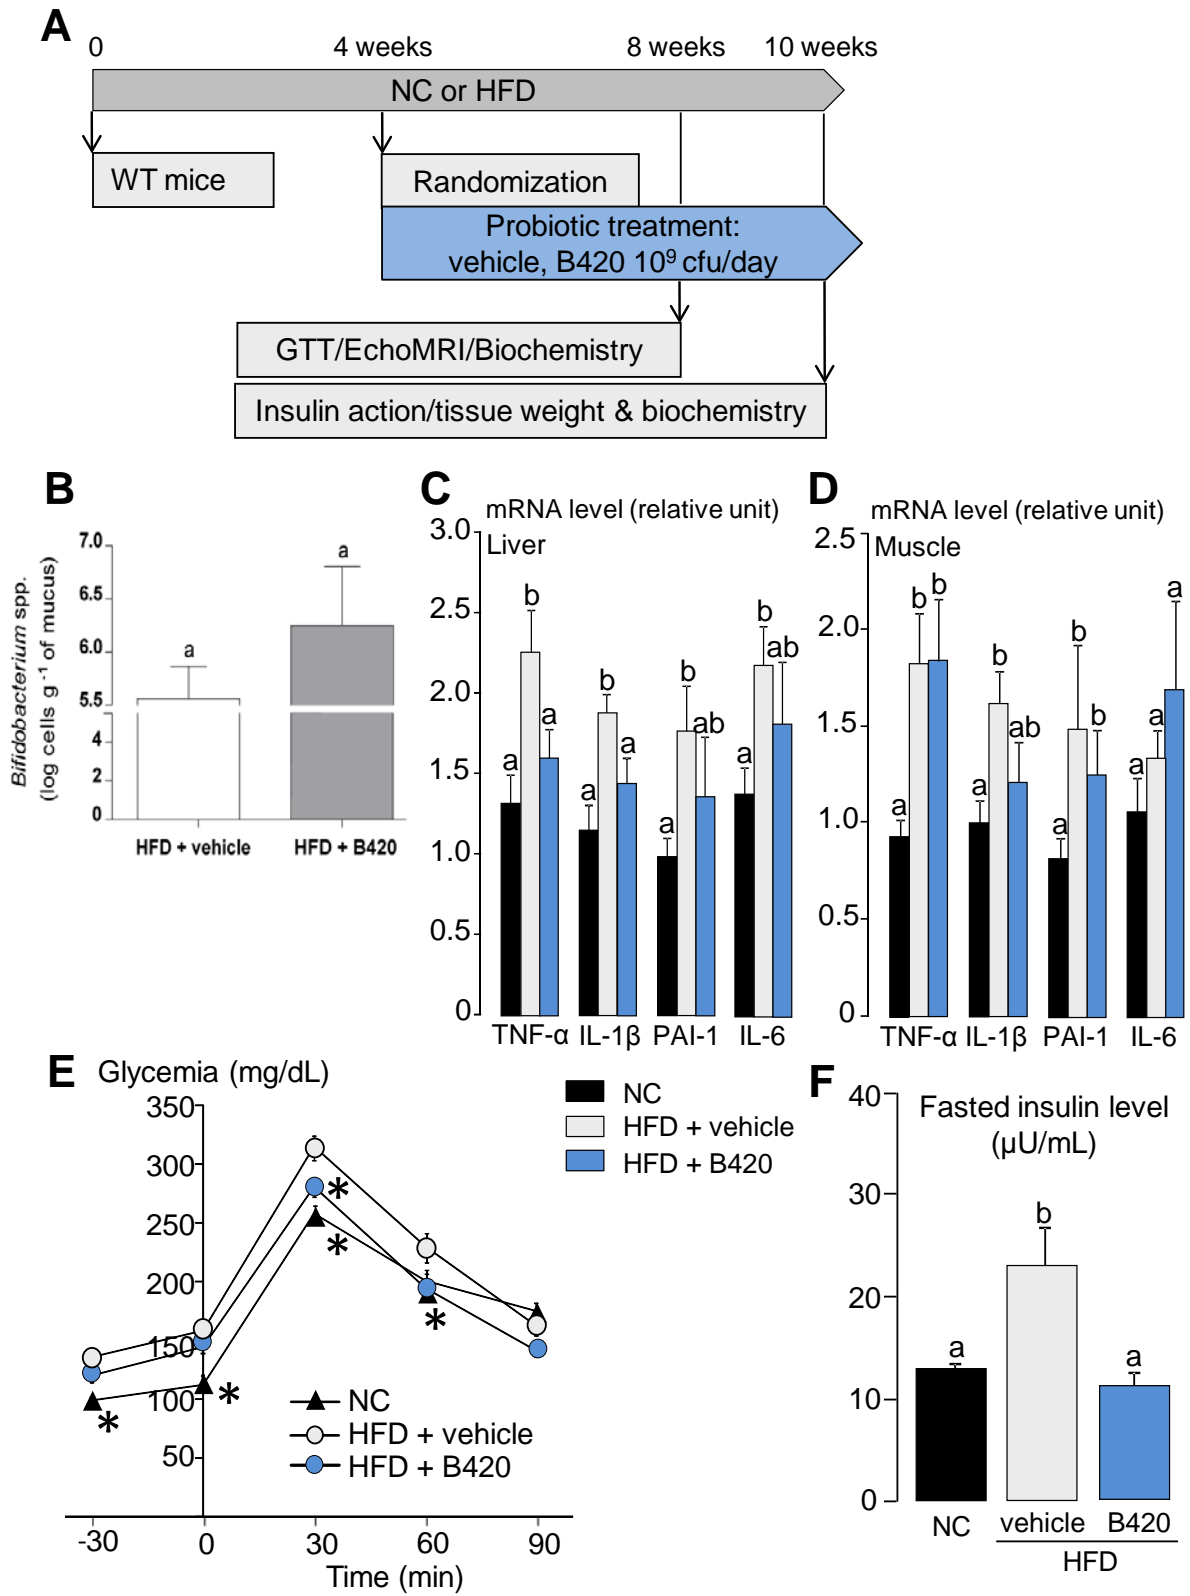 A
0 4 weeks 8 weeks 10 weeks
NC or HFD
WT mice
Randomization
Probiotic treatment:
vehicle, B420 10⁹ cfu/day
GTT/EchoMRI/Biochemistry
Insulin action/tissue weight & biochemistry
B
Bifidobacterium spp.
(log cells g⁻¹ of mucus)
7.0
6.5
6.0
5.5
4
2
0
a
a
HFD + vehicle HFD + B420
C
mRNA level (relative unit)
Liver
3.0
2.5
2.0
1.5
1.0
0.5
0
a b a
a b a
a b ab
a b ab
TNF-α IL-1β PAI-1 IL-6
D
mRNA level (relative unit)
Muscle
2.5
2.0
1.5
1.0
0.5
0
a b b
a b ab
a b b
a a a
TNF-α IL-1β PAI-1 IL-6
NC
HFD + vehicle
HFD + B420
E
Glycemia (mg/dL)
350
300
250
200
150
100
50
*
*
*
*
*
NC
HFD + vehicle
HFD + B420
-30 0 30 60 90
Time (min)
F
Fasted insulin level
(µU/mL)
40
30
20
10
0
a
b
a
NC vehicle B420
HFD